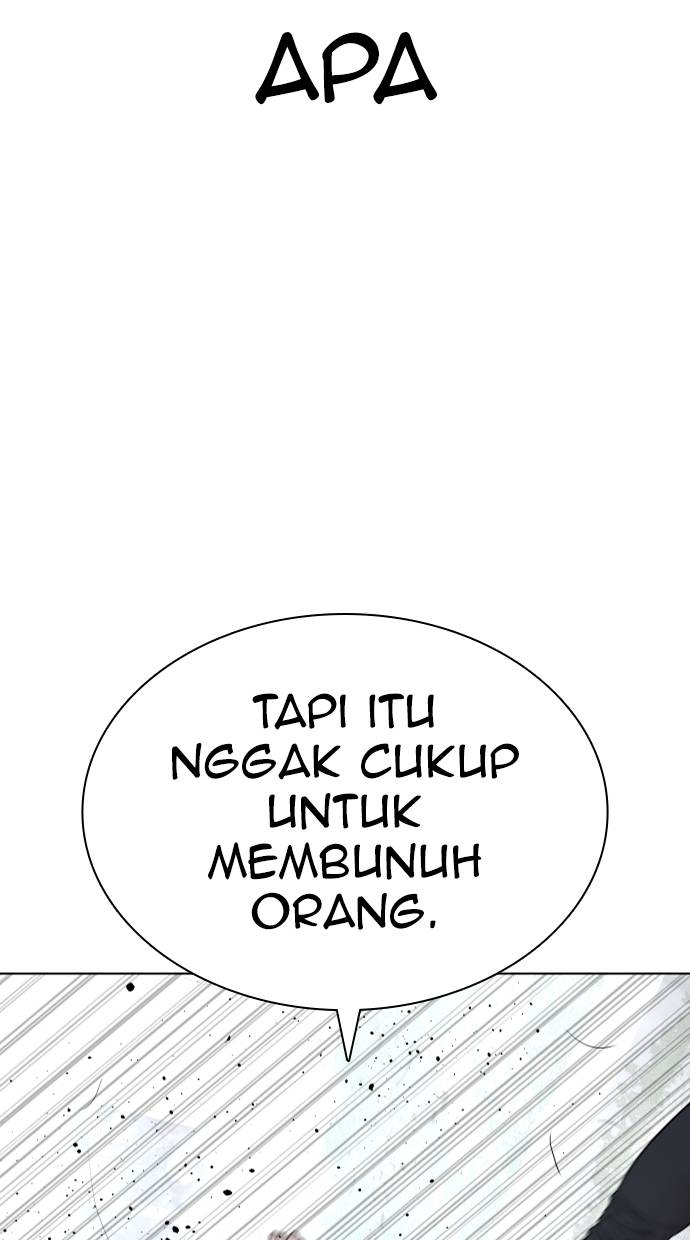 APA
TAPI ITU
NGGAK CUKUP
UNTUK
MEMBUNUH
ORANG.